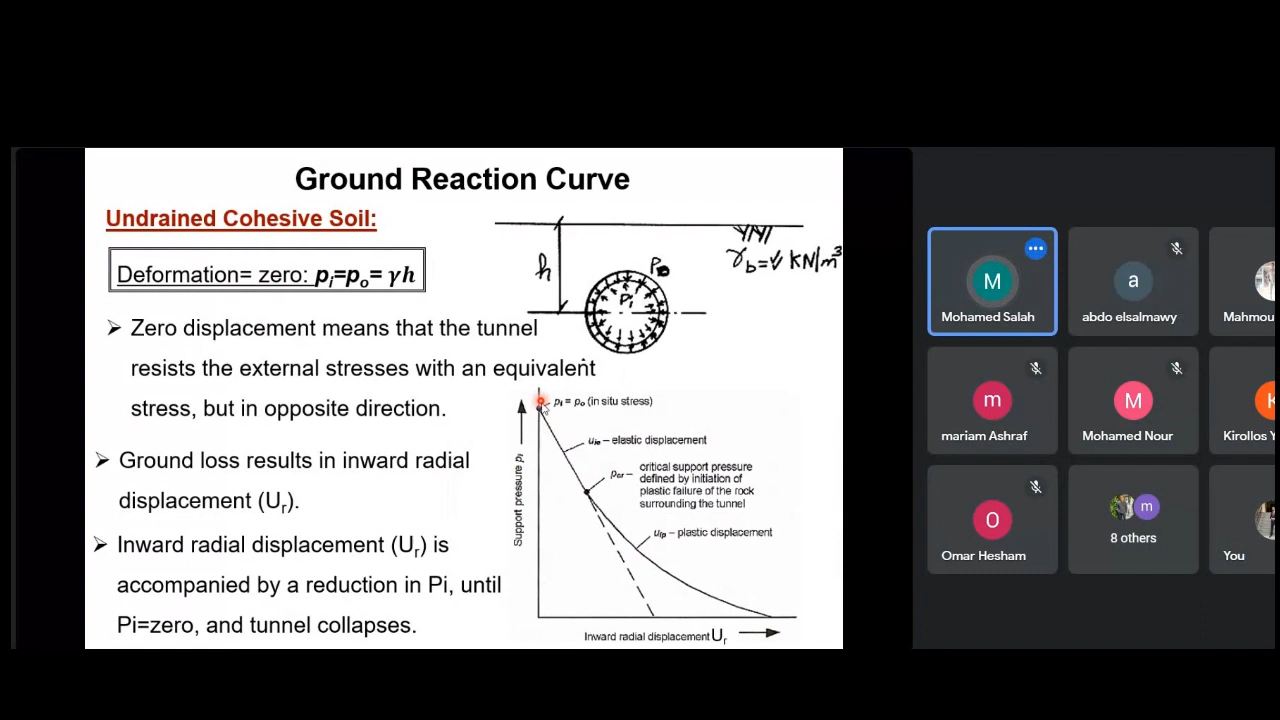 Ground Reaction Curve
Undrained Cohesive Soil:
Deformation= zero: pi=po= γh
h
Po
Pi
γb=√ KN/m³
➢ Zero displacement means that the tunnel
resists the external stresses with an equivalent
stress, but in opposite direction.
➢ Ground loss results in inward radial
displacement (Ur).
➢ Inward radial displacement (Ur) is
accompanied by a reduction in Pi, until
Pi=zero, and tunnel collapses.
pi = po (in situ stress)
uie – elastic displacement
pcr – critical support pressure
defined by initiation of
plastic failure of the rock
surrounding the tunnel
uip – plastic displacement
Support pressure pi
Inward radial displacement Ur
M
Mohamed Salah
a
abdo elsalmawy
Mahmou
m
mariam Ashraf
M
Mohamed Nour
K
Kirollos Y
O
Omar Hesham
m
8 others
You